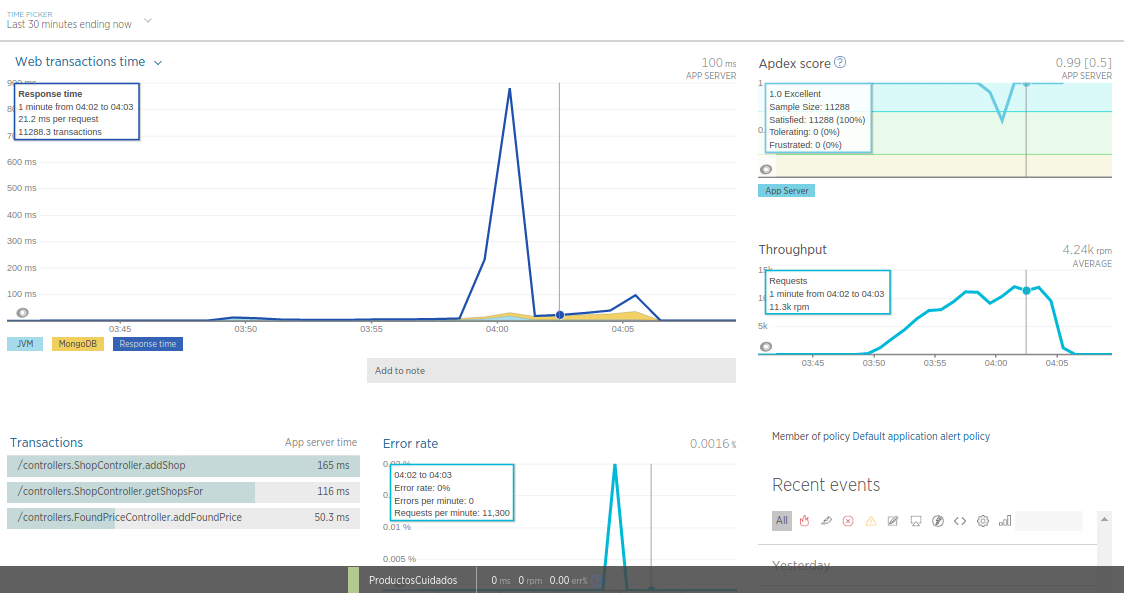 TIME PICKER
Last 30 minutes ending now
Web transactions time
100 ms
APP SERVER
900 ms
Response time
1 minute from 04:02 to 04:03
21.2 ms per request
11288.3 transactions
600 ms
500 ms
400 ms
300 ms
200 ms
100 ms
03:45
03:50
03:55
04:00
04:05
JVM
MongoDB
Response time
Add to note
Apdex score ?
0.99 [0.5]
APP SERVER
1
1.0 Excellent
Sample Size: 11288
Satisfied: 11288 (100%)
Tolerating: 0 (0%)
Frustrated: 0 (0%)
App Server
Throughput
4.24k rpm
AVERAGE
Requests
1 minute from 04:02 to 04:03
11.3k rpm
5k
03:45
03:50
03:55
04:00
04:05
Transactions
App server time
/controllers.ShopController.addShop 165 ms
/controllers.ShopController.getShopsFor 116 ms
/controllers.FoundPriceController.addFoundPrice 50.3 ms
Error rate
0.0016 %
04:02 to 04:03
Error rate: 0%
Errors per minute: 0
Requests per minute: 11,300
0.01 %
0.005 %
Member of policy Default application alert policy
Recent events
All
Yesterday
ProductosCuidados
0 ms 0 rpm 0.00 err%